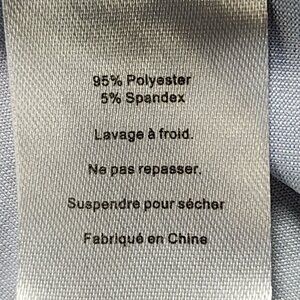 95% Polyester
5% Spandex
Lavage à froid.
Ne pas repasser.
Suspendre pour sécher
Fabriqué en Chine